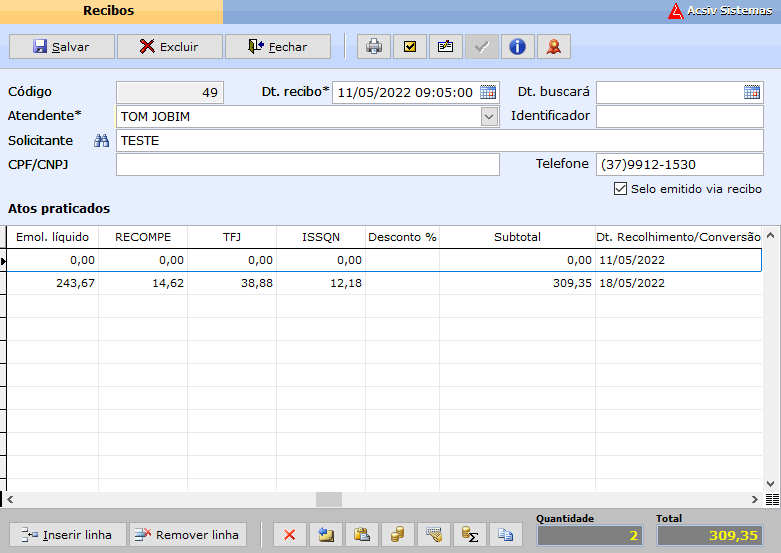 Recibos
Acsiv Sistemas
Salvar Excluir Fechar
Código 49 Dt. recibo* 11/05/2022 09:05:00 Dt. buscará
Atendente* TOM JOBIM Identificador
Solicitante TESTE
CPF/CNPJ Telefone (37)9912-1530
Selo emitido via recibo
Atos praticados
Emol. líquido RECOMPE TFJ ISSQN Desconto % Subtotal Dt. Recolhimento/Conversão
0,00 0,00 0,00 0,00 0,00 11/05/2022
243,67 14,62 38,88 12,18 309,35 18/05/2022
Quantidade Total
Inserir linha Remover linha 2 309,35